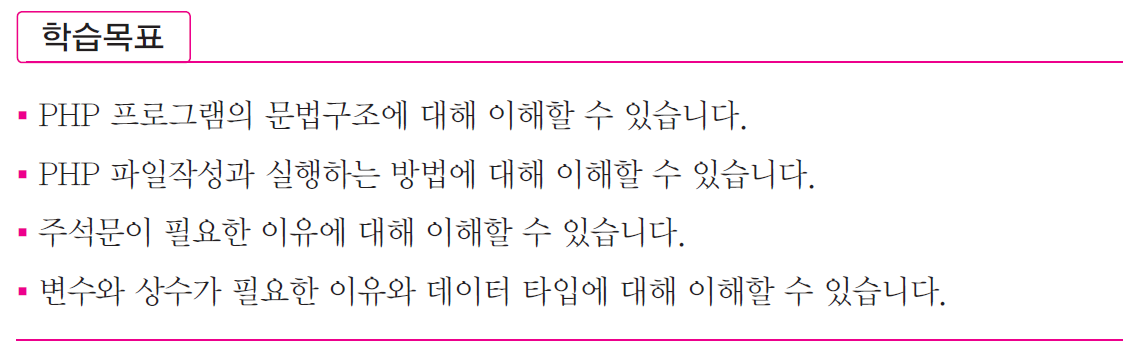 학습목표
▪ PHP 프로그램의 문법구조에 대해 이해할 수 있습니다.
▪ PHP 파일작성과 실행하는 방법에 대해 이해할 수 있습니다.
▪ 주석문이 필요한 이유에 대해 이해할 수 있습니다.
▪ 변수와 상수가 필요한 이유와 데이터 타입에 대해 이해할 수 있습니다.